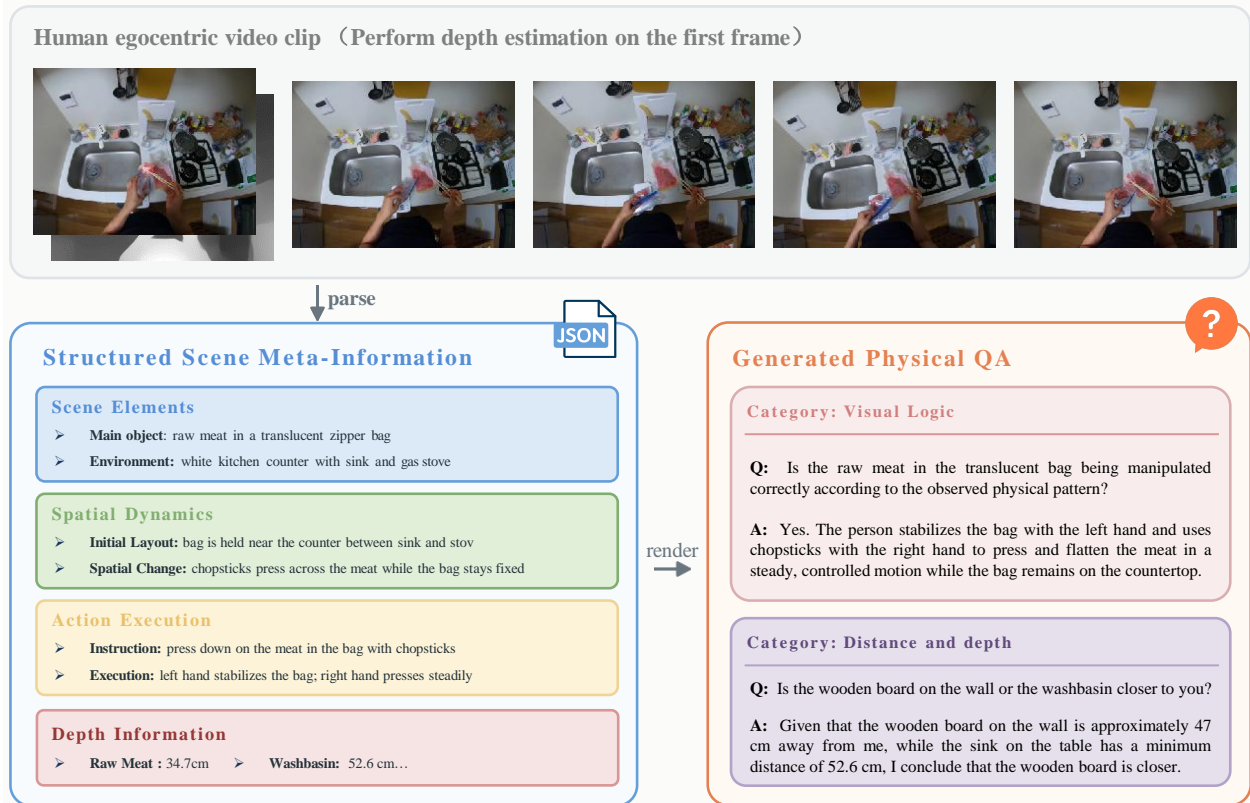 Human egocentric video clip （Perform depth estimation on the first frame）
parse
JSON
Structured Scene Meta-Information
Scene Elements
➢ Main object: raw meat in a translucent zipper bag
➢ Environment: white kitchen counter with sink and gas stove
Spatial Dynamics
➢ Initial Layout: bag is held near the counter between sink and stov
➢ Spatial Change: chopsticks press across the meat while the bag stays fixed
Action Execution
➢ Instruction: press down on the meat in the bag with chopsticks
➢ Execution: left hand stabilizes the bag; right hand presses steadily
Depth Information
➢ Raw Meat : 34.7cm ➢ Washbasin: 52.6 cm…
render
?
Generated Physical QA
Category: Visual Logic
Q: Is the raw meat in the translucent bag being manipulated
correctly according to the observed physical pattern?
A: Yes. The person stabilizes the bag with the left hand and uses
chopsticks with the right hand to press and flatten the meat in a
steady, controlled motion while the bag remains on the countertop.
Category: Distance and depth
Q: Is the wooden board on the wall or the washbasin closer to you?
A: Given that the wooden board on the wall is approximately 47
cm away from me, while the sink on the table has a minimum
distance of 52.6 cm, I conclude that the wooden board is closer.